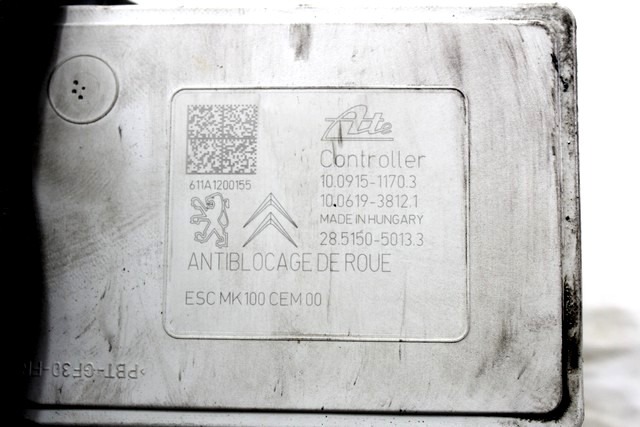 Ate
Controller
10.0915-1170.3
611A1200155
10.0619-3812.1
MADE IN HUNGARY
28.5150-5013.3
ANTIBLOCAGE DE ROUE
ESC MK100 CEM 00
>PBT-GF30-